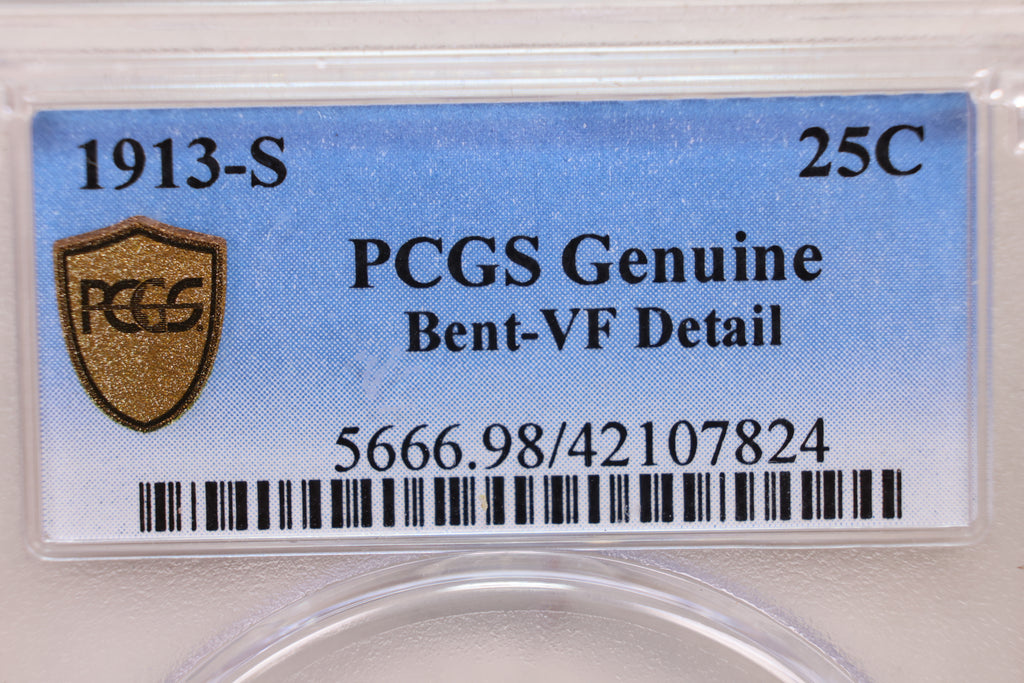 1913-S 25C
PCGS
PCGS Genuine
Bent-VF Detail
5666.98/42107824